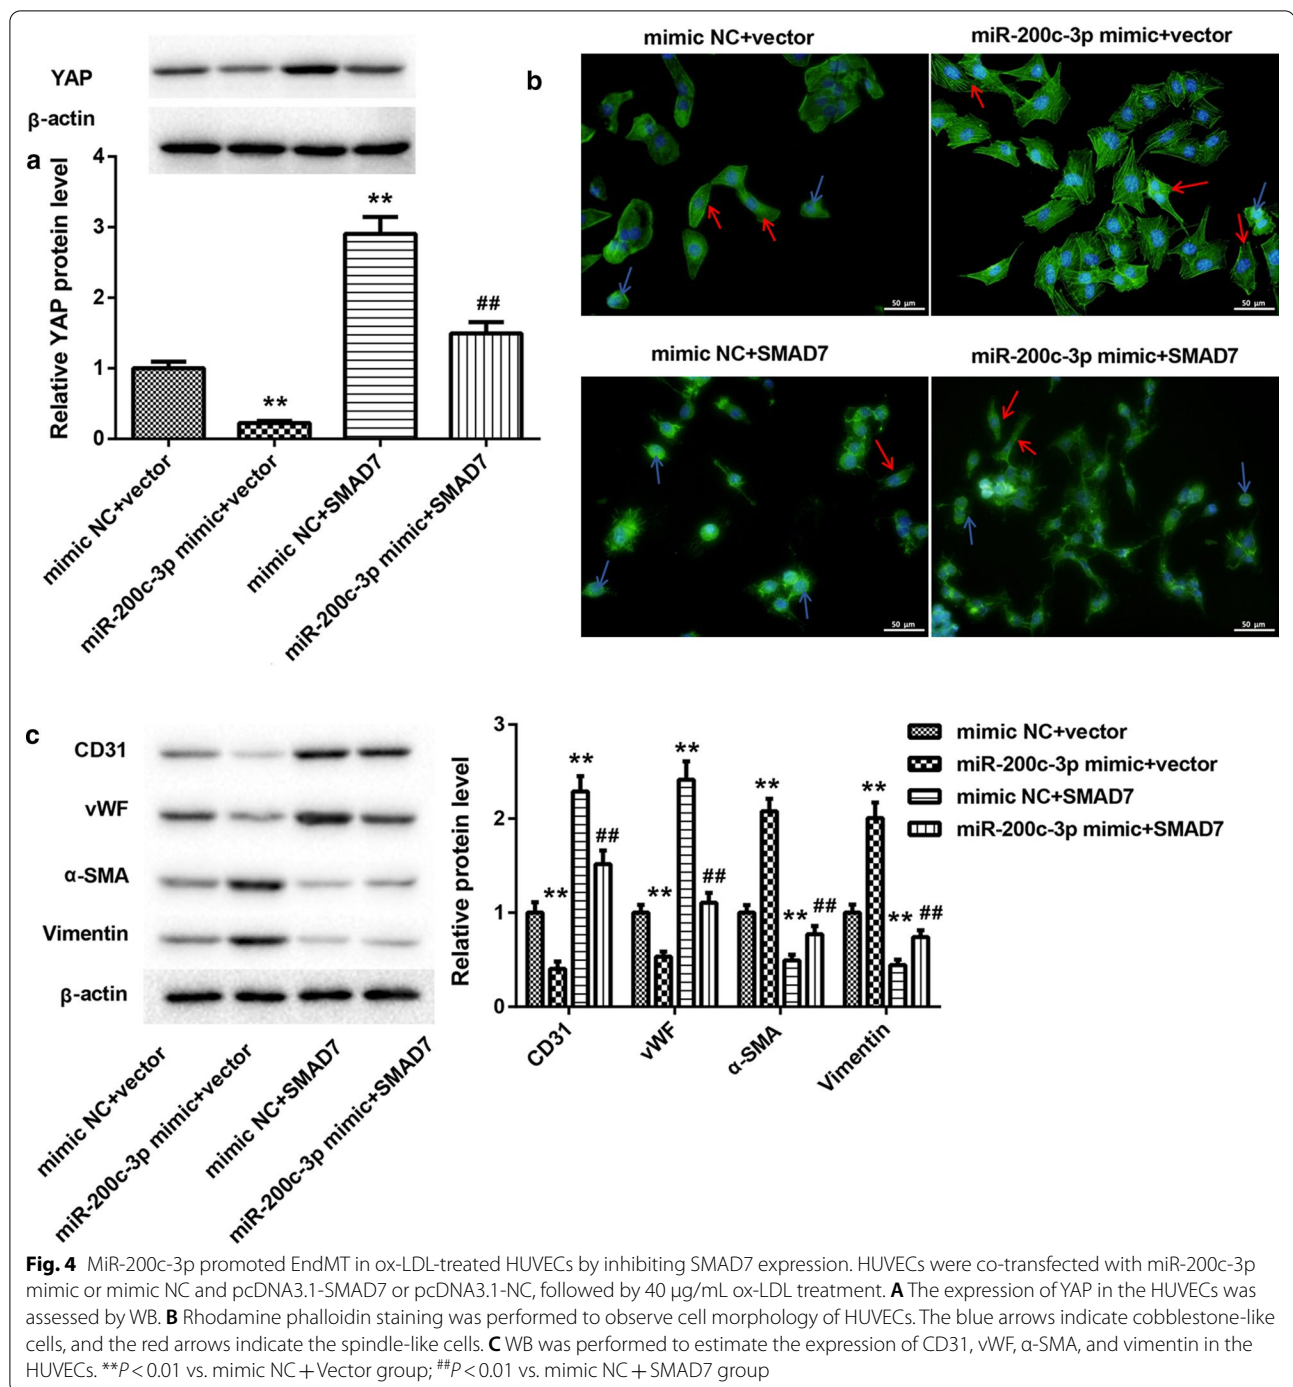 YAP
β-actin
a
4
3
2
1
0
Relative YAP protein level
**
**
##
mimic NC+vector
miR-200c-3p mimic+vector
mimic NC+SMAD7
miR-200c-3p mimic+SMAD7
b
mimic NC+vector
miR-200c-3p mimic+vector
50 µm
50 µm
mimic NC+SMAD7
miR-200c-3p mimic+SMAD7
50 µm
50 µm
c
CD31
vWF
α-SMA
Vimentin
β-actin
mimic NC+vector
miR-200c-3p mimic+vector
mimic NC+SMAD7
miR-200c-3p mimic+SMAD7
3
2
1
0
Relative protein level
**
**
##
**
**
##
**
**
##
**
**
##
CD31
vWF
α-SMA
Vimentin
mimic NC+vector
miR-200c-3p mimic+vector
mimic NC+SMAD7
miR-200c-3p mimic+SMAD7
Fig. 4 MiR-200c-3p promoted EndMT in ox-LDL-treated HUVECs by inhibiting SMAD7 expression. HUVECs were co-transfected with miR-200c-3p
mimic or mimic NC and pcDNA3.1-SMAD7 or pcDNA3.1-NC, followed by 40 µg/mL ox-LDL treatment. A The expression of YAP in the HUVECs was
assessed by WB. B Rhodamine phalloidin staining was performed to observe cell morphology of HUVECs. The blue arrows indicate cobblestone-like
cells, and the red arrows indicate the spindle-like cells. C WB was performed to estimate the expression of CD31, vWF, α-SMA, and vimentin in the
HUVECs. **P < 0.01 vs. mimic NC + Vector group; ##P < 0.01 vs. mimic NC + SMAD7 group